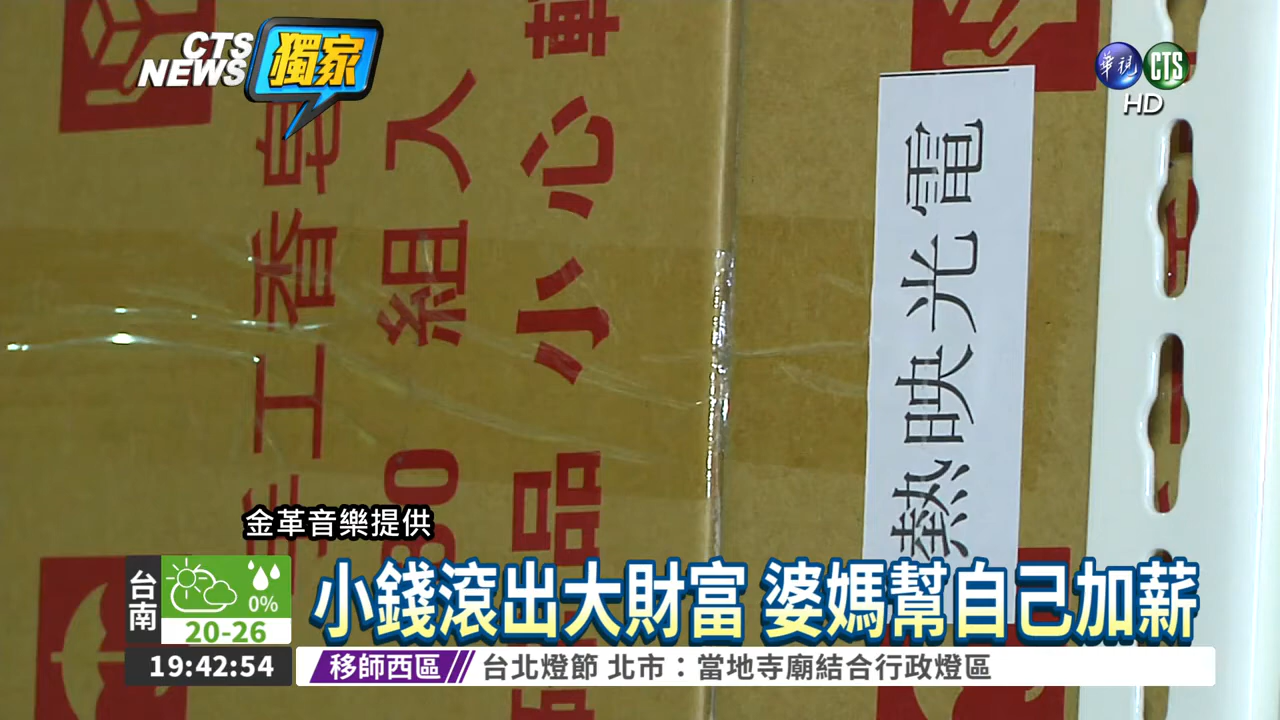 CTS
NEWS
獨家
華視 CTS
HD
組人
小心
品
熱映光電
金革音樂提供
台南
0%
20-26
小錢滾出大財富 婆媽幫自己加薪
19:42:54
移師西區
台北燈節 北市：當地寺廟結合行政燈區